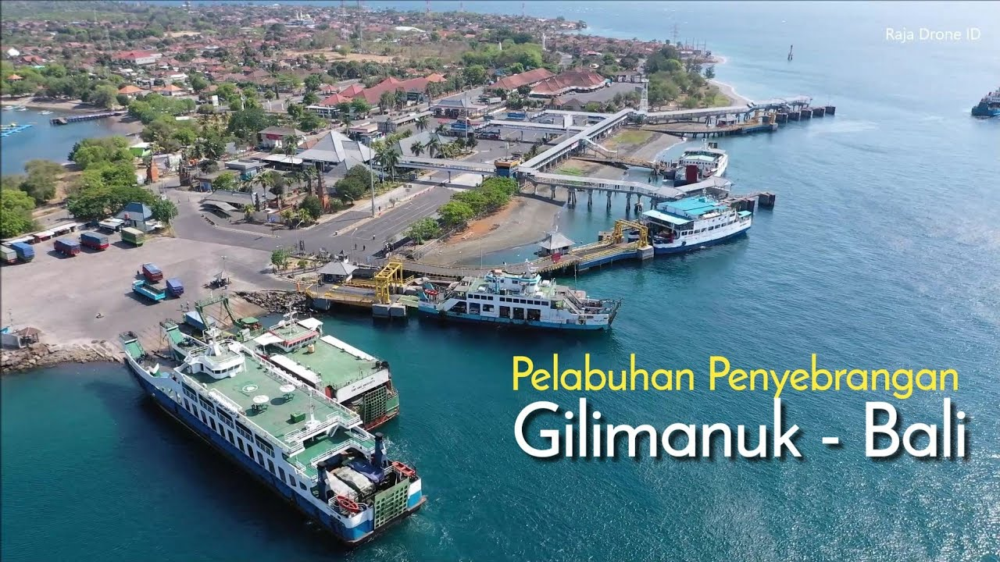 Raja Drone ID
Pelabuhan Penyebrangan
Gilimanuk - Bali